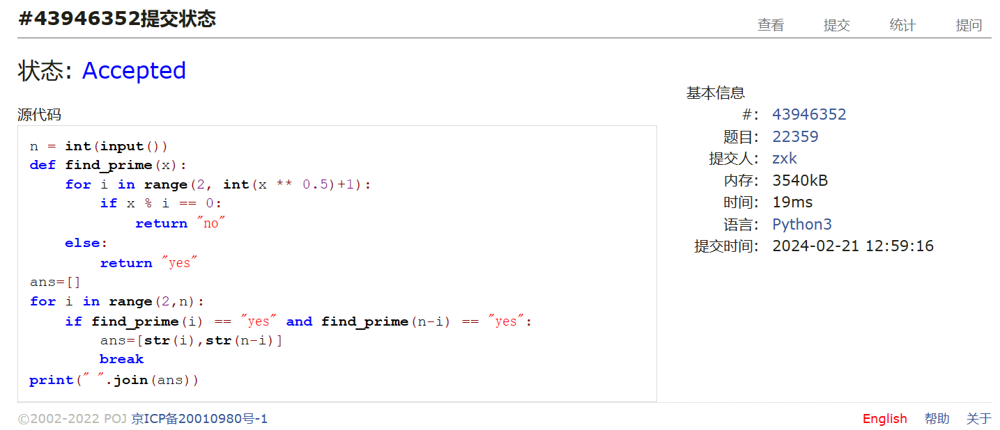 #43946352提交状态
查看 提交 统计 提问
状态: Accepted
源代码
n = int(input())
def find_prime(x):
    for i in range(2, int(x ** 0.5)+1):
        if x % i == 0:
            return "no"
    else:
        return "yes"
ans=[]
for i in range(2,n):
    if find_prime(i) == "yes" and find_prime(n-i) == "yes":
        ans=[str(i),str(n-i)]
        break
print(" ".join(ans))
基本信息
#: 43946352
题目: 22359
提交人: zxk
内存: 3540kB
时间: 19ms
语言: Python3
提交时间: 2024-02-21 12:59:16
©2002-2022 POJ 京ICP备20010980号-1
English 帮助 关于